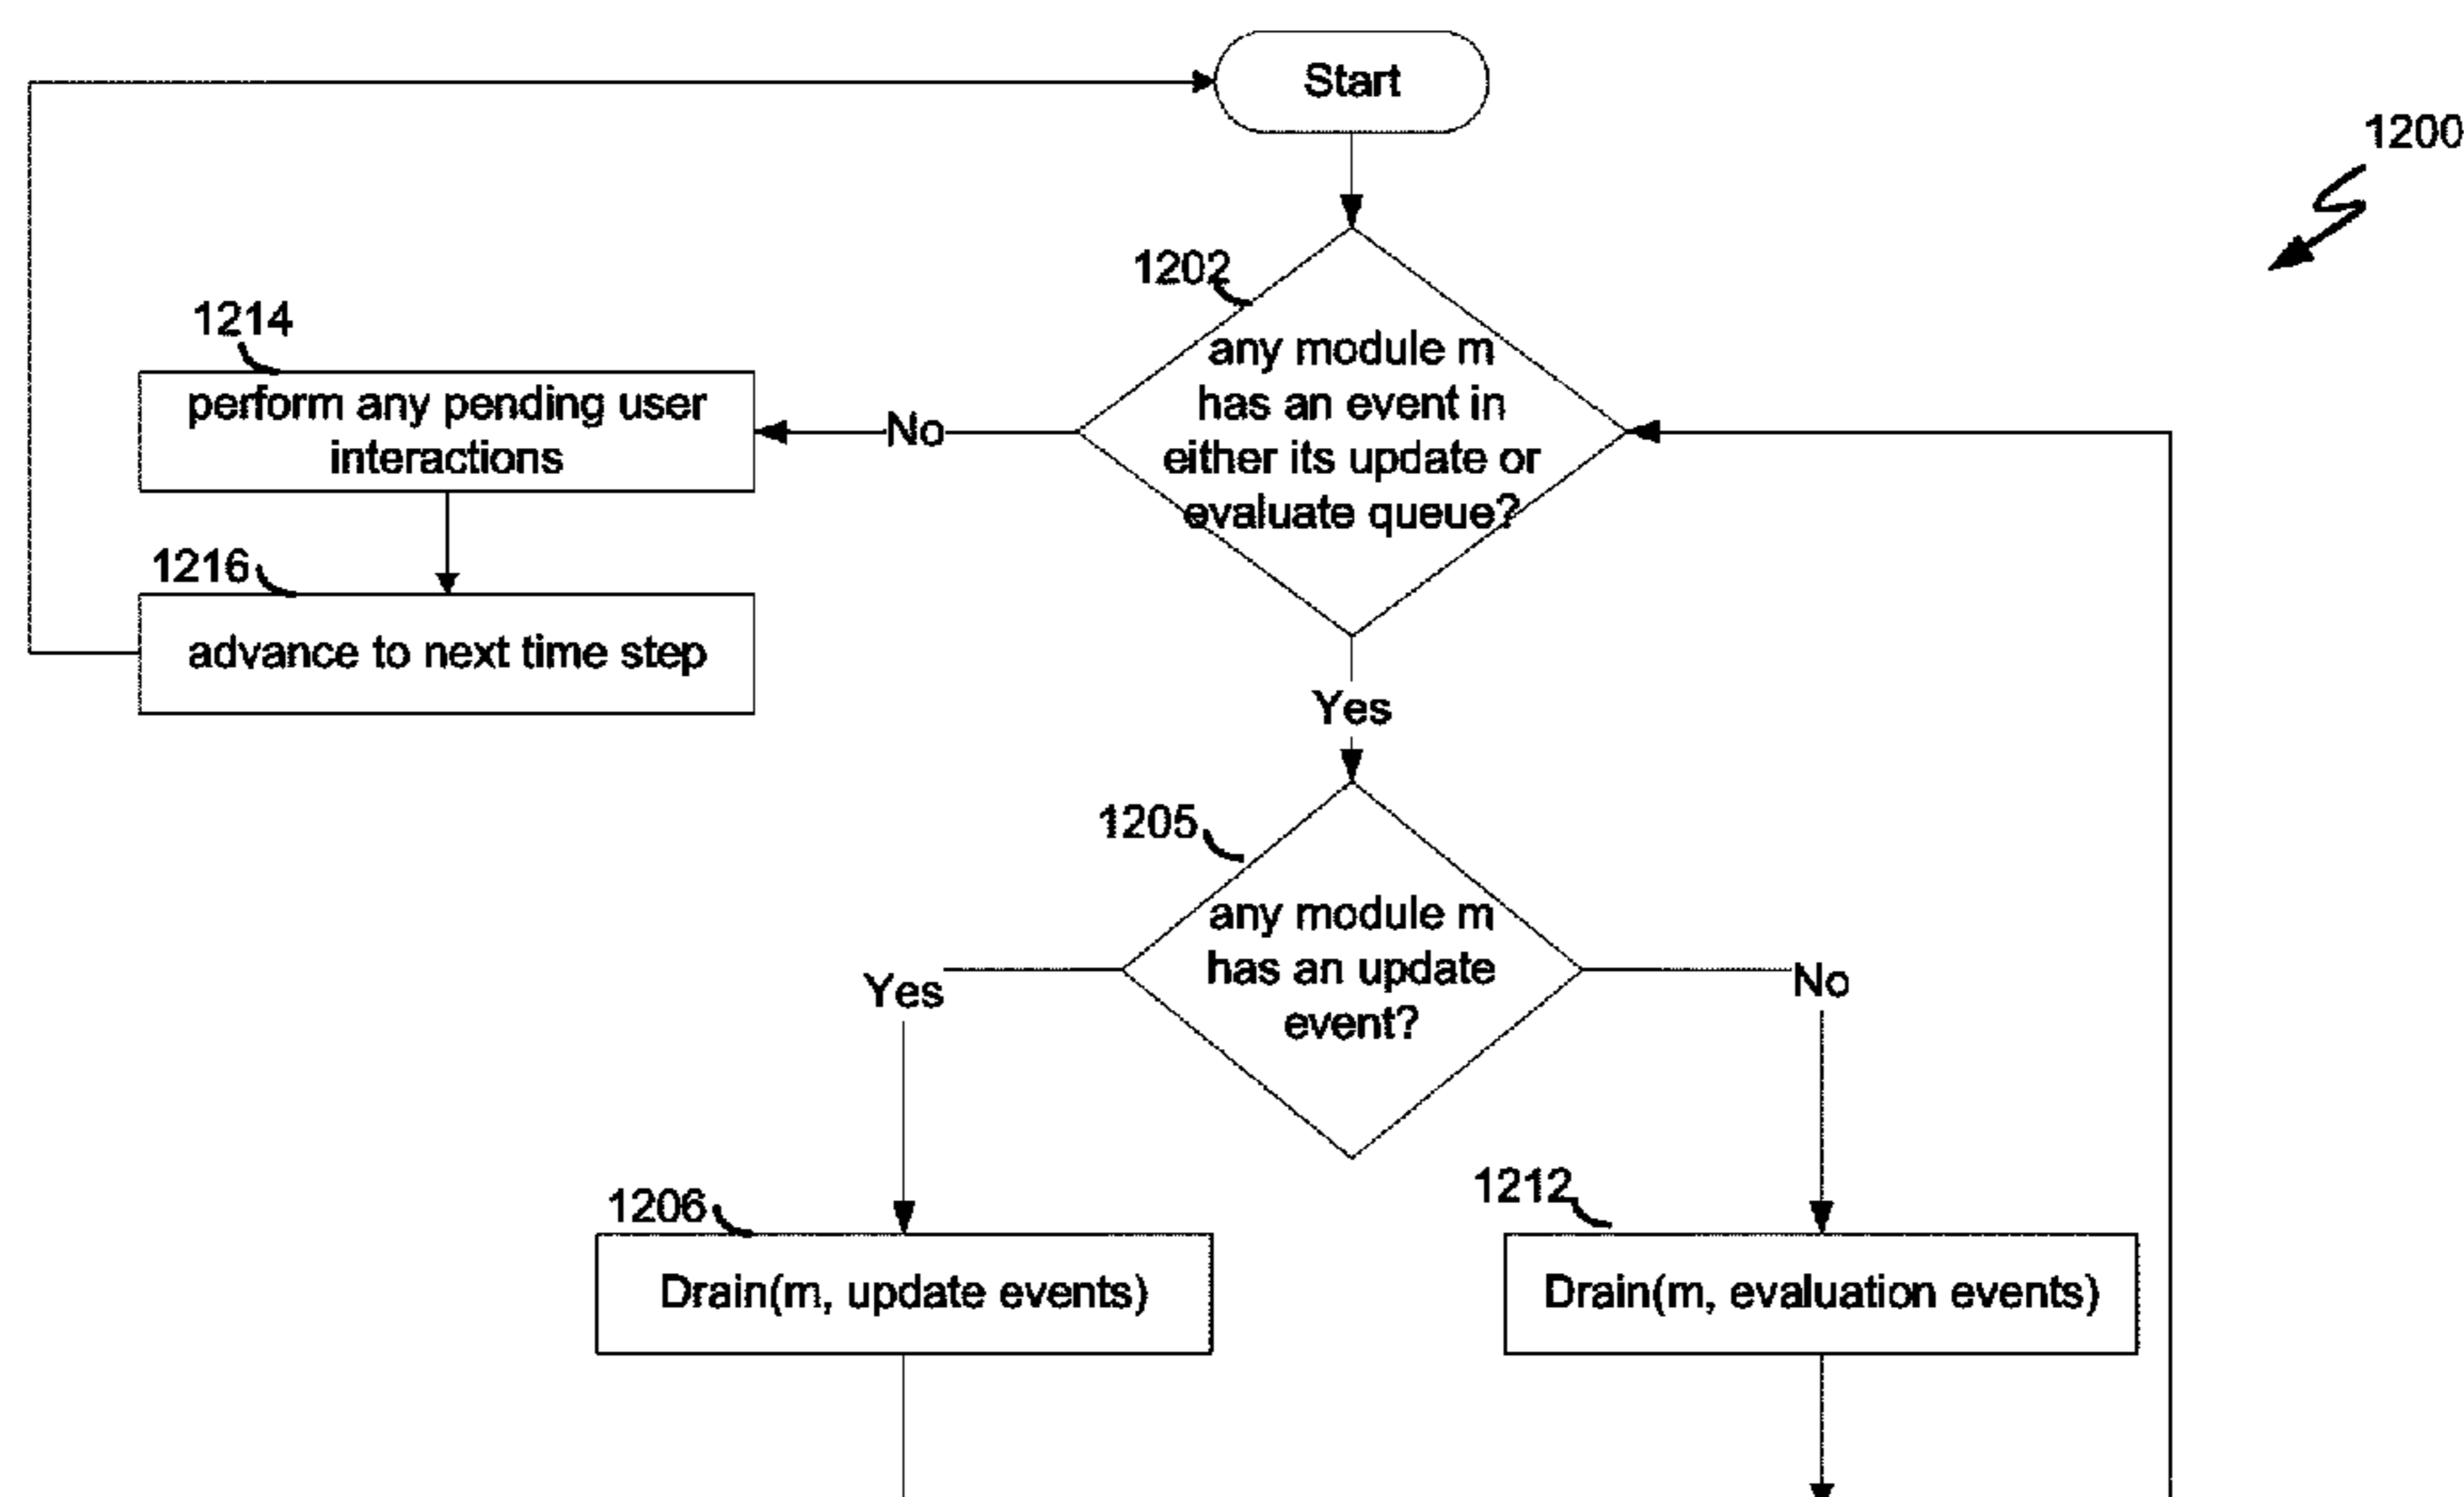 Start
1200
1202
any module m
has an event in
either its update or
evaluate queue?
1214
perform any pending user
interactions
No
1216
advance to next time step
Yes
1205
any module m
has an update
event?
Yes
No
1206
Drain(m, update events)
1212
Drain(m, evaluation events)